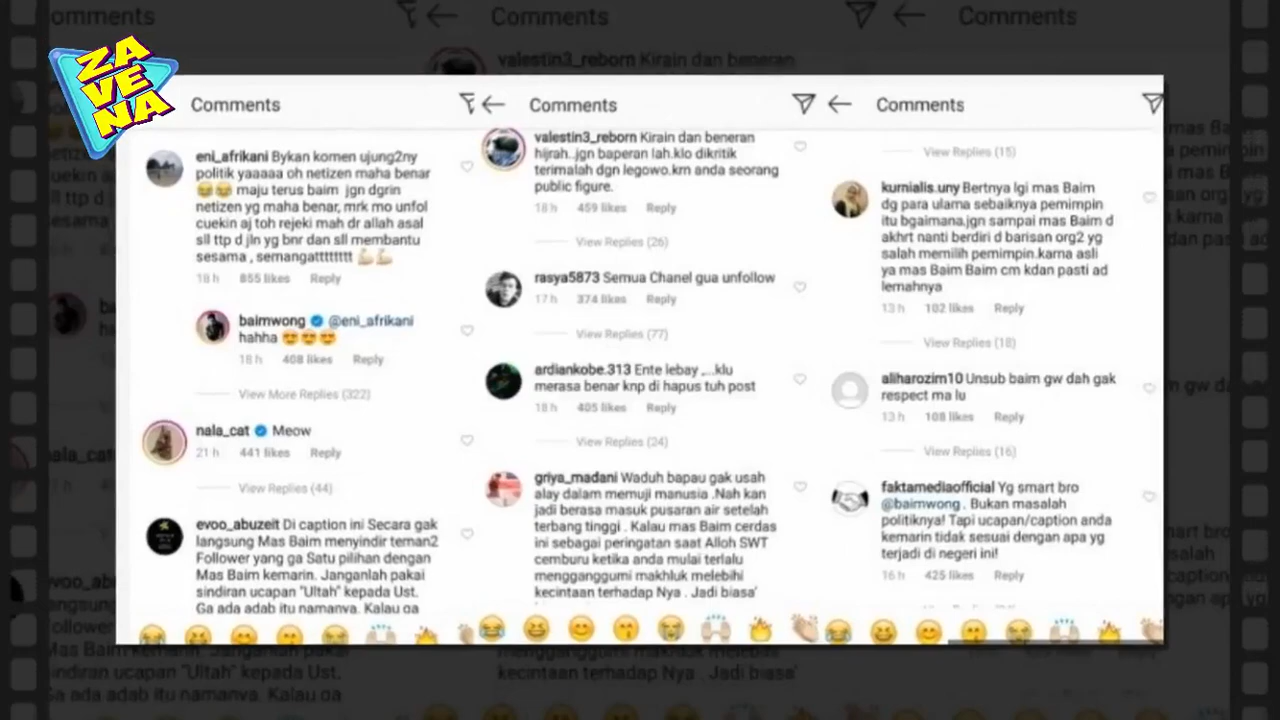 ZA
VE
NA
Comments
eni_afrikani Bykan komen ujung2ny
politik yaaaaa oh netizen maha benar
😂😂 maju terus baim jgn dgrin
netizen yg maha benar, mrk mo unfol
cuekin aj toh rejeki mah dr allah asal
sll ttp d jln yg bnr dan sll membantu
sesama , semangatttttttt 💪🏻💪🏻
18 h 855 likes Reply
baimwong @eni_afrikani
hahha 😍😍😍
18 h 408 likes Reply
View More Replies (322)
nala_cat Meow
21 h 441 likes Reply
View Replies (44)
evoo_abuzeit Di caption ini Secara gak
langsung Mas Baim menyindir teman2
Follower yang ga Satu pilihan dengan
Mas Baim kemarin. Janganlah pakai
sindiran ucapan "Ultah" kepada Ust.
Ga ada adab itu namanya. Kalau ga
Comments
valestin3_reborn Kirain dan beneran
hijrah..jgn baperan lah.klo dikritik
terimalah dgn legowo.krn anda seorang
public figure.
18 h 459 likes Reply
View Replies (26)
rasya5873 Semua Chanel gua unfollow
17 h 374 likes Reply
View Replies (77)
ardiankobe.313 Ente lebay ,...klu
merasa benar knp di hapus tuh post
18 h 405 likes Reply
View Replies (24)
griya_madani Waduh bapau gak usah
alay dalam memuji manusia .Nah kan
jadi berasa masuk pusaran air setelah
terbang tinggi . Kalau mas Baim cerdas
ini sebagai peringatan saat Alloh SWT
cemburu ketika anda mulai terlalu
mengganggumi makhluk melebihi
kecintaan terhadap Nya . Jadi biasa'
Comments
View Replies (15)
kurnialis.uny Bertnya lgi mas Baim
dg para ulama sebaiknya pemimpin
itu bgaimana.jgn sampai mas Baim d
akhrt nanti berdiri d barisan org2 yg
salah memilih pemimpin.karna asli
ya mas Baim Baim cm kdan pasti ad
lemahnya
13 h 102 likes Reply
View Replies (18)
aliharozim10 Unsub baim gw dah gak
respect ma lu
13 h 108 likes Reply
View Replies (16)
faktamediaofficial Yg smart bro
@baimwong . Bukan masalah
politiknya! Tapi ucapan/caption anda
kemarin tidak sesuai dengan apa yg
terjadi di negeri ini!
16 h 425 likes Reply